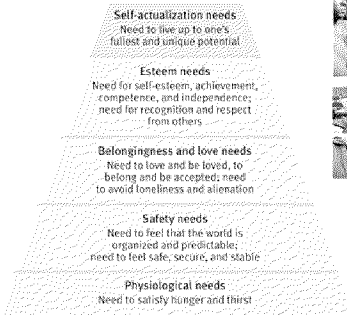 Self-actualization needs
Need to live up to one's
fullest and unique potential
Esteem needs
Need for self-esteem, achievement,
competence, and independence;
need for recognition and respect
from others
Belongingness and love needs
Need to love and be loved, to
belong and be accepted; need
to avoid loneliness and alienation
Safety needs
Need to feel that the world is
organized and predictable;
need to feel safe, secure, and stable
Physiological needs
Need to satisfy hunger and thirst